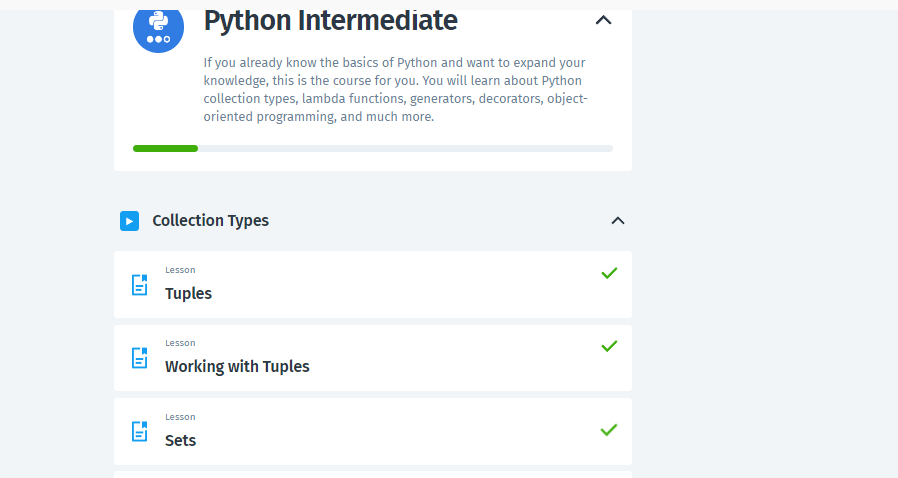 Python Intermediate
If you already know the basics of Python and want to expand your
knowledge, this is the course for you. You will learn about Python
collection types, lambda functions, generators, decorators, object-
oriented programming, and much more.
Collection Types
Lesson
Tuples
Lesson
Working with Tuples
Lesson
Sets